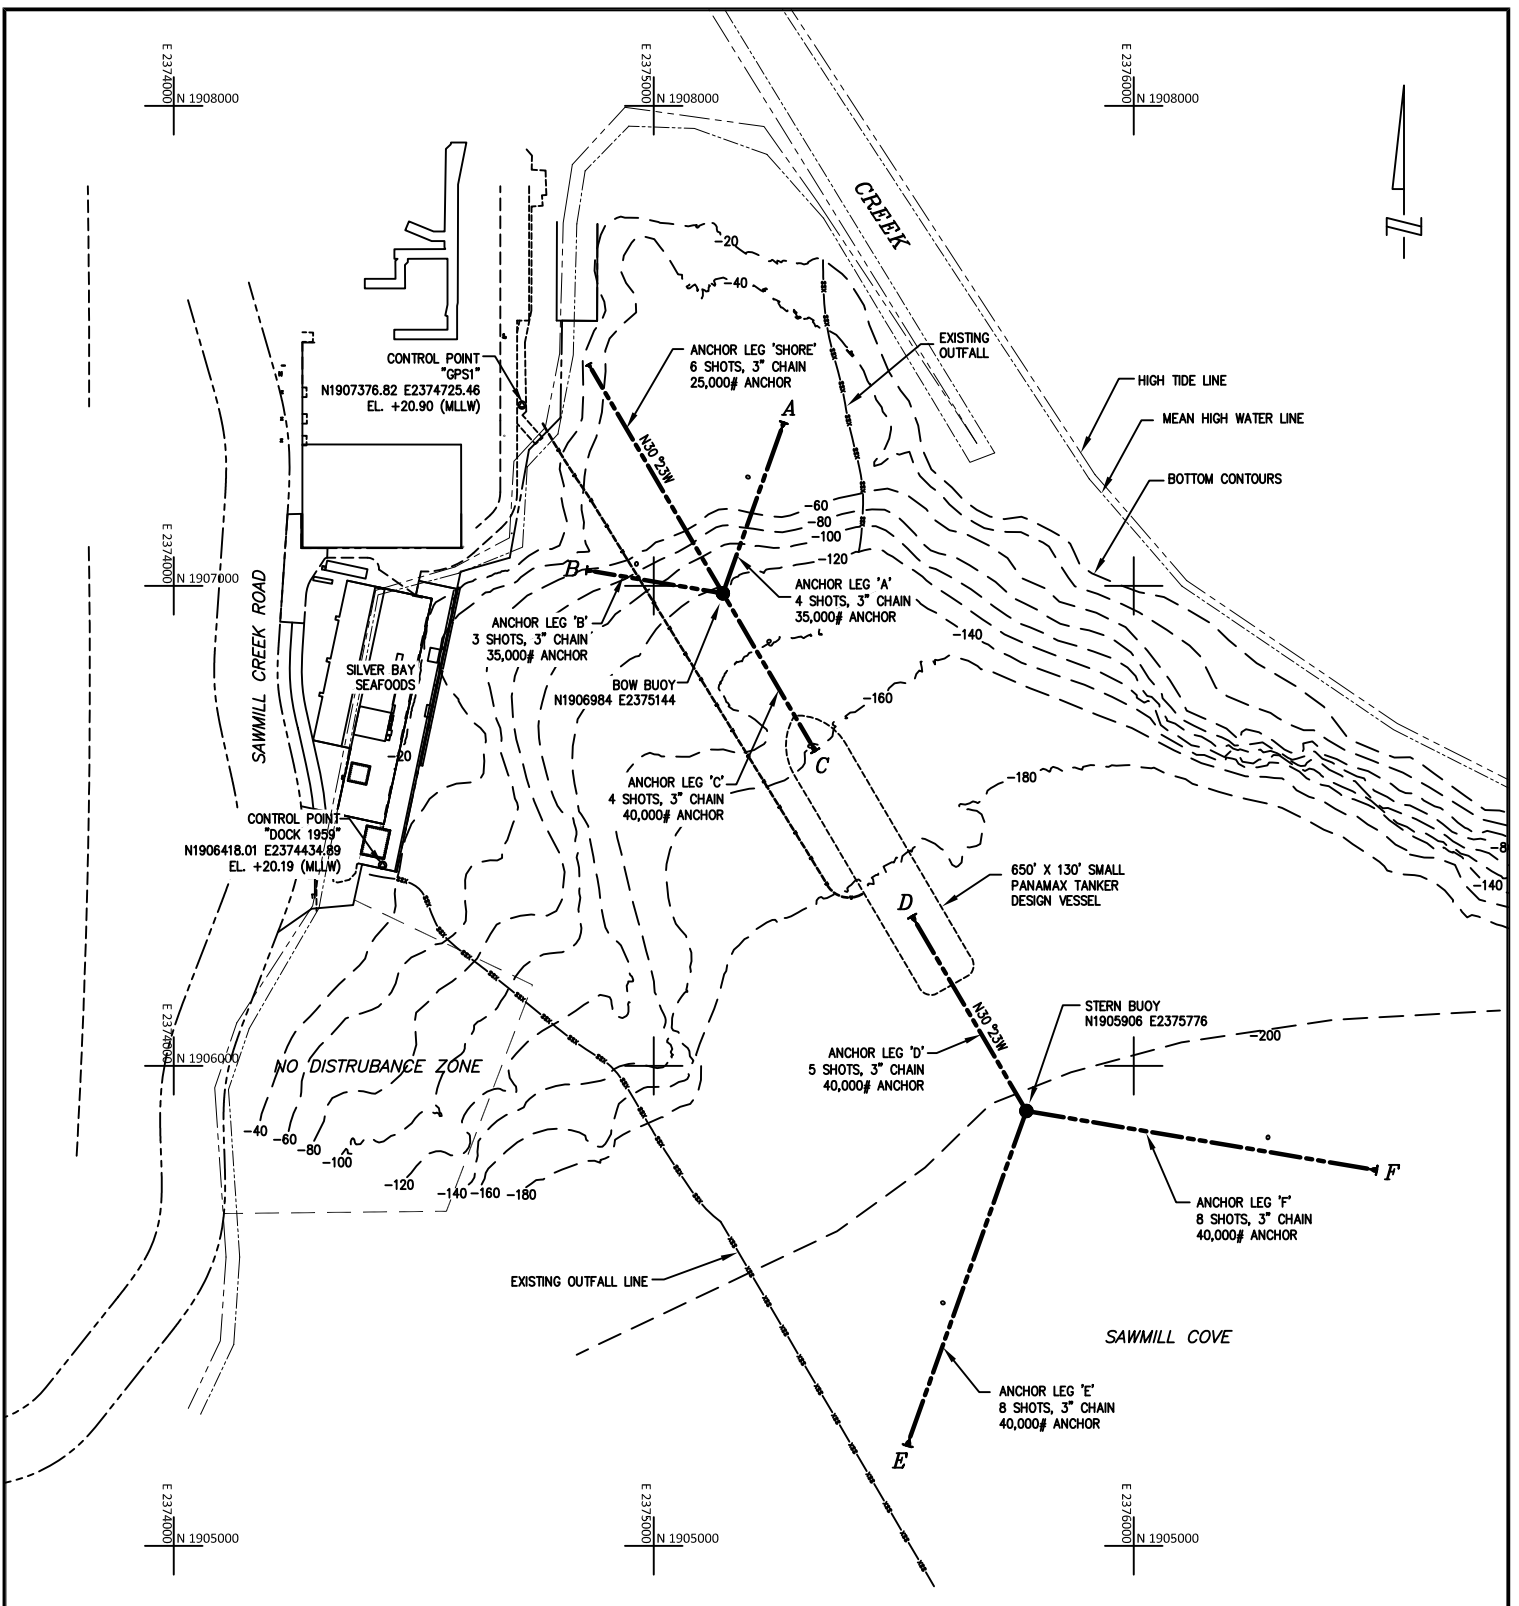 E 2374000
N 1908000
E 2375000
N 1908000
E 2376000
N 1908000
N
CREEK
-20
-40
EXISTING
OUTFALL
ANCHOR LEG 'SHORE'
6 SHOTS, 3" CHAIN
25,000# ANCHOR
CONTROL POINT
"GPS1"
N1907376.82 E2374725.46
EL. +20.90 (MLLW)
HIGH TIDE LINE
MEAN HIGH WATER LINE
BOTTOM CONTOURS
A
N30°23W
-60
-80
-100
-120
E 2374000
N 1907000
B
ANCHOR LEG 'A'
4 SHOTS, 3" CHAIN
35,000# ANCHOR
ANCHOR LEG 'B'
3 SHOTS, 3" CHAIN
35,000# ANCHOR
-140
SAWMILL CREEK ROAD
SILVER BAY
SEAFOODS
BOW BUOY
N1906984 E2375144
-160
-20
C
-180
ANCHOR LEG 'C'
4 SHOTS, 3" CHAIN
40,000# ANCHOR
CONTROL POINT
"DOCK 1959"
N1906418.01 E2374434.89
EL. +20.19 (MLLW)
-8
-140
650' X 130' SMALL
PANAMAX TANKER
DESIGN VESSEL
D
STERN BUOY
N1905906 E2375776
N30°23W
-200
E 2374000
N 1906000
NO DISTRUBANCE ZONE
ANCHOR LEG 'D'
5 SHOTS, 3" CHAIN
40,000# ANCHOR
-40
-60
-80
-100
-120
-140
-160
-180
F
ANCHOR LEG 'F'
8 SHOTS, 3" CHAIN
40,000# ANCHOR
EXISTING OUTFALL LINE
SAWMILL COVE
ANCHOR LEG 'E'
8 SHOTS, 3" CHAIN
40,000# ANCHOR
E
E 2374000
N 1905000
E 2375000
N 1905000
E 2376000
N 1905000